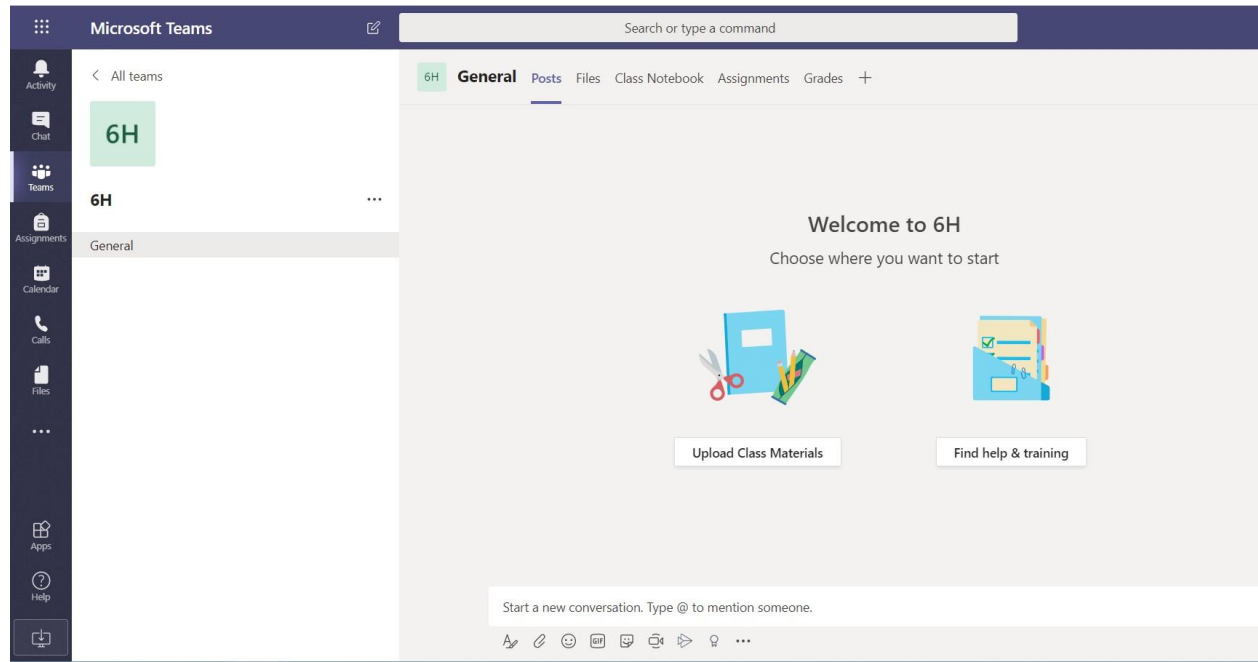 Microsoft Teams
Search or type a command
Activity
Chat
Teams
Assignments
Calendar
Calls
Files
Apps
Help
All teams
6H
6H
General
6H General Posts Files Class Notebook Assignments Grades
Welcome to 6H
Choose where you want to start
Upload Class Materials
Find help & training
Start a new conversation. Type @ to mention someone.
GIF